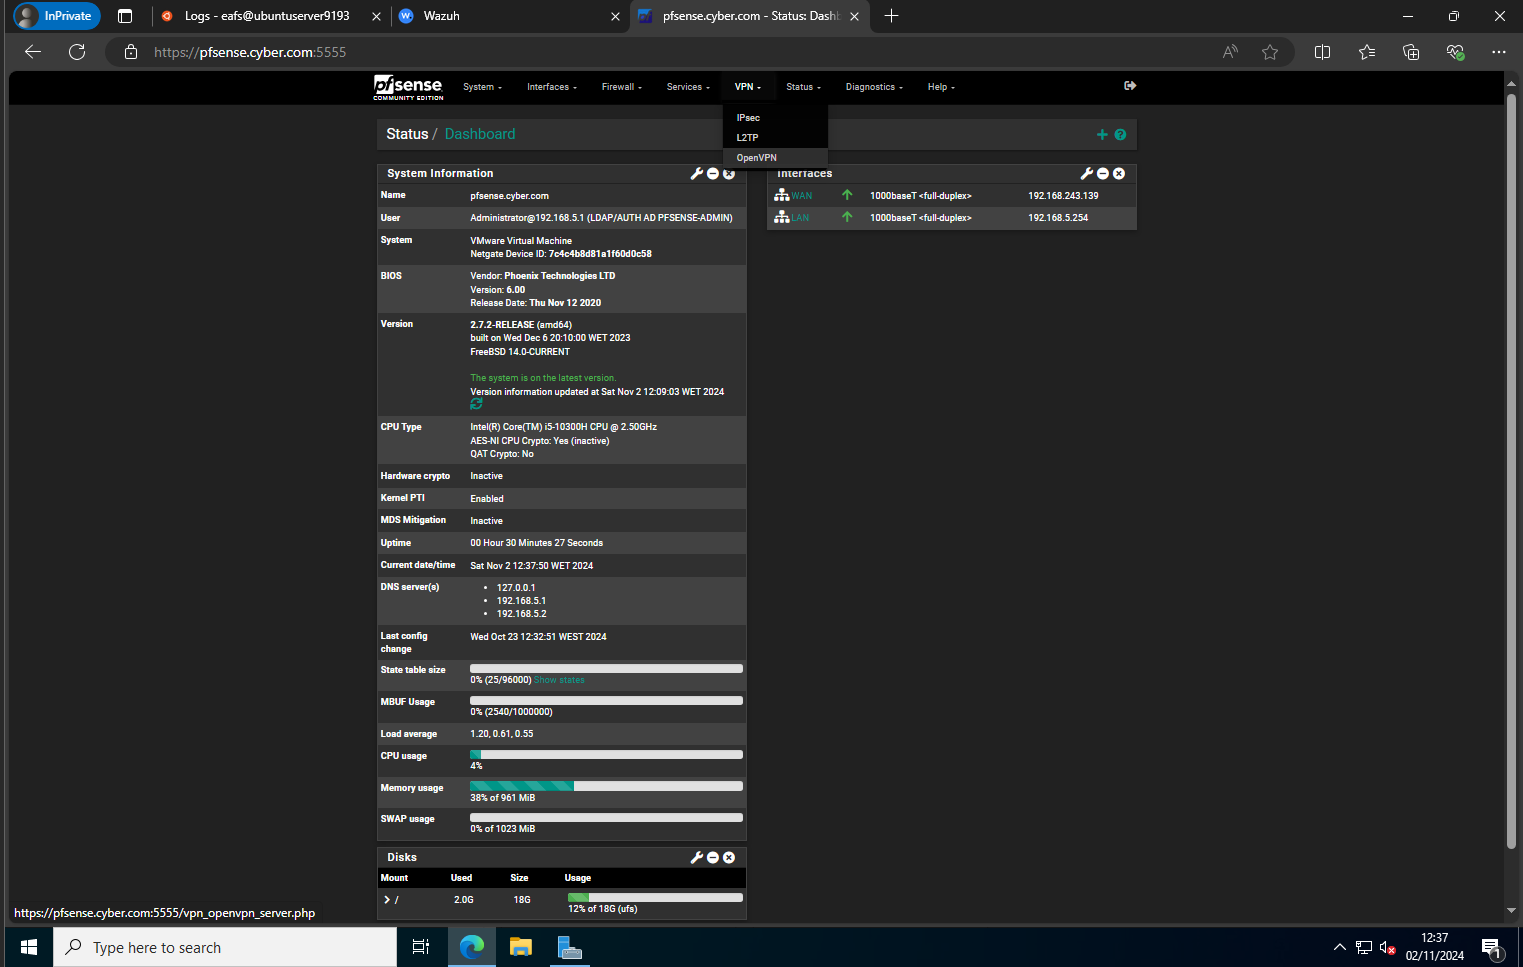 InPrivate
Logs - eafs@ubuntuserver9193
Wazuh
pfsense.cyber.com - Status: Dashb
https://pfsense.cyber.com:5555
pfsense
COMMUNITY EDITION
System
Interfaces
Firewall
Services
VPN
Status
Diagnostics
Help
IPsec
L2TP
OpenVPN
Status / Dashboard
System Information
Name pfsense.cyber.com
User Administrator@192.168.5.1 (LDAP/AUTH AD PFSENSE-ADMIN)
System VMware Virtual Machine
Netgate Device ID: 7c4c4b8d81a1f60d0c58
BIOS Vendor: Phoenix Technologies LTD
Version: 6.00
Release Date: Thu Nov 12 2020
Version 2.7.2-RELEASE (amd64)
built on Wed Dec 6 20:10:00 WET 2023
FreeBSD 14.0-CURRENT
The system is on the latest version.
Version information updated at Sat Nov 2 12:09:03 WET 2024
CPU Type Intel(R) Core(TM) i5-10300H CPU @ 2.50GHz
AES-NI CPU Crypto: Yes (inactive)
QAT Crypto: No
Hardware crypto Inactive
Kernel PTI Enabled
MDS Mitigation Inactive
Uptime 00 Hour 30 Minutes 27 Seconds
Current date/time Sat Nov 2 12:37:50 WET 2024
DNS server(s)
• 127.0.0.1
• 192.168.5.1
• 192.168.5.2
Last config change Wed Oct 23 12:32:51 WEST 2024
State table size
0% (25/96000) Show states
MBUF Usage
0% (2540/1000000)
Load average 1.20, 0.61, 0.55
CPU usage
4%
Memory usage
38% of 961 MiB
SWAP usage
0% of 1023 MiB
Disks
Mount Used Size Usage
/ 2.0G 18G
12% of 18G (ufs)
Interfaces
WAN 1000baseT <full-duplex> 192.168.243.139
LAN 1000baseT <full-duplex> 192.168.5.254
https://pfsense.cyber.com:5555/vpn_openvpn_server.php
Type here to search
12:37
02/11/2024
1